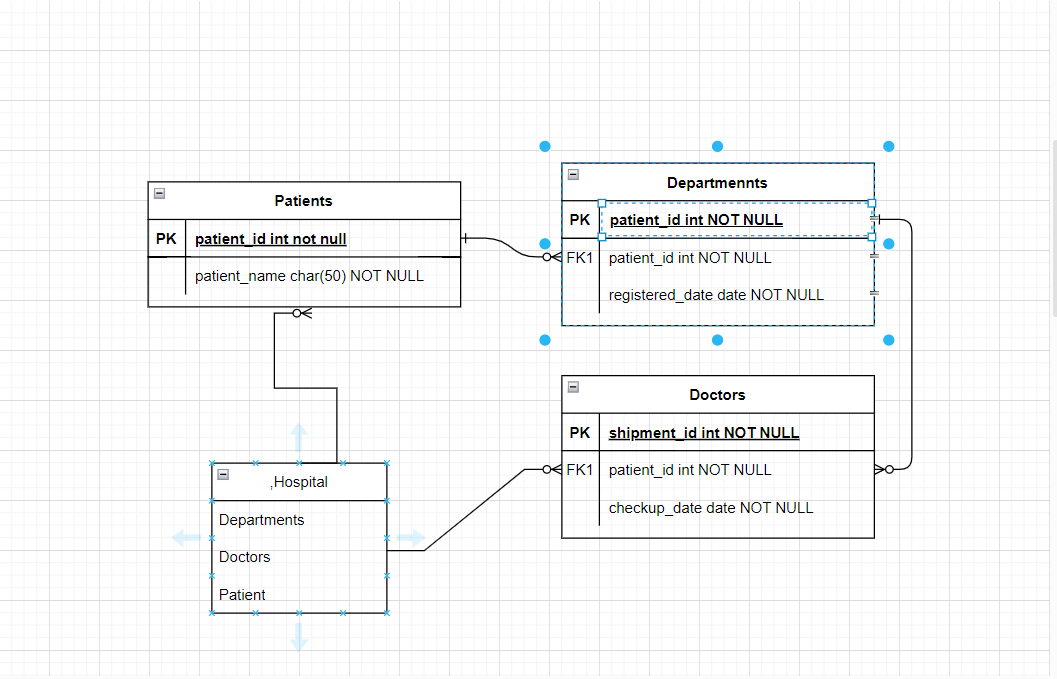 Patients
PK patient_id int not null
patient_name char(50) NOT NULL
Departmennts
PK patient_id int NOT NULL
FK1 patient_id int NOT NULL
registered_date date NOT NULL
Doctors
PK shipment_id int NOT NULL
FK1 patient_id int NOT NULL
checkup_date date NOT NULL
,Hospital
Departments
Doctors
Patient